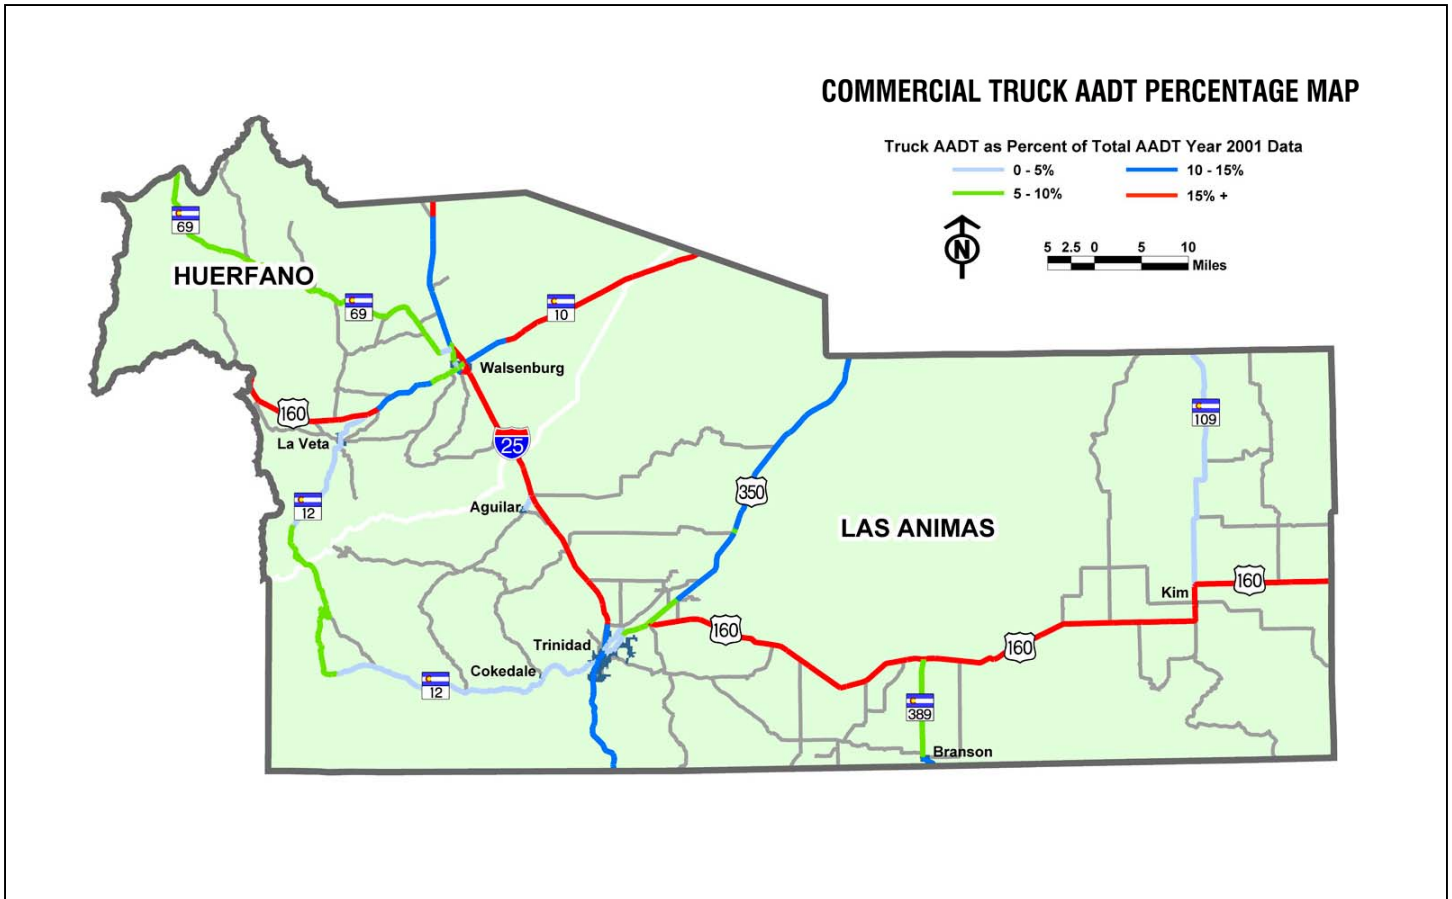 COMMERCIAL TRUCK AADT PERCENTAGE MAP
Truck AADT as Percent of Total AADT Year 2001 Data
0 - 5%
10 - 15%
5 - 10%
15% +
N
5 2.5 0 5 10
Miles
69
HUERFANO
69
10
Walsenburg
160
La Veta
25
109
12
Aguilar
350
LAS ANIMAS
Kim
160
160
160
Trinidad
Cokedale
12
389
Branson